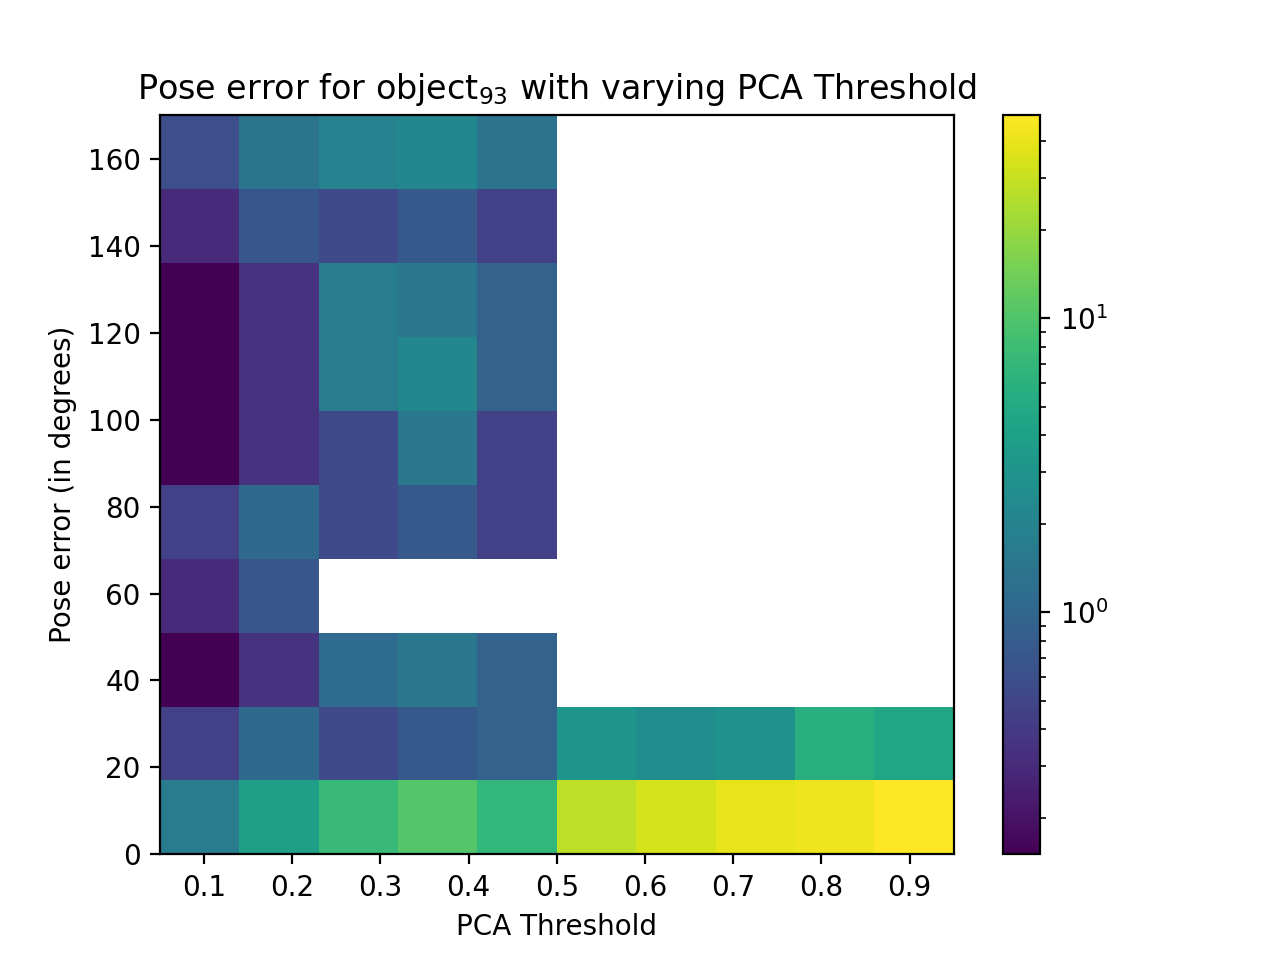 Pose error for object₉₃ with varying PCA Threshold
160
140
120
100
80
60
40
20
0
Pose error (in degrees)
0.1 0.2 0.3 0.4 0.5 0.6 0.7 0.8 0.9
PCA Threshold
10¹
10⁰